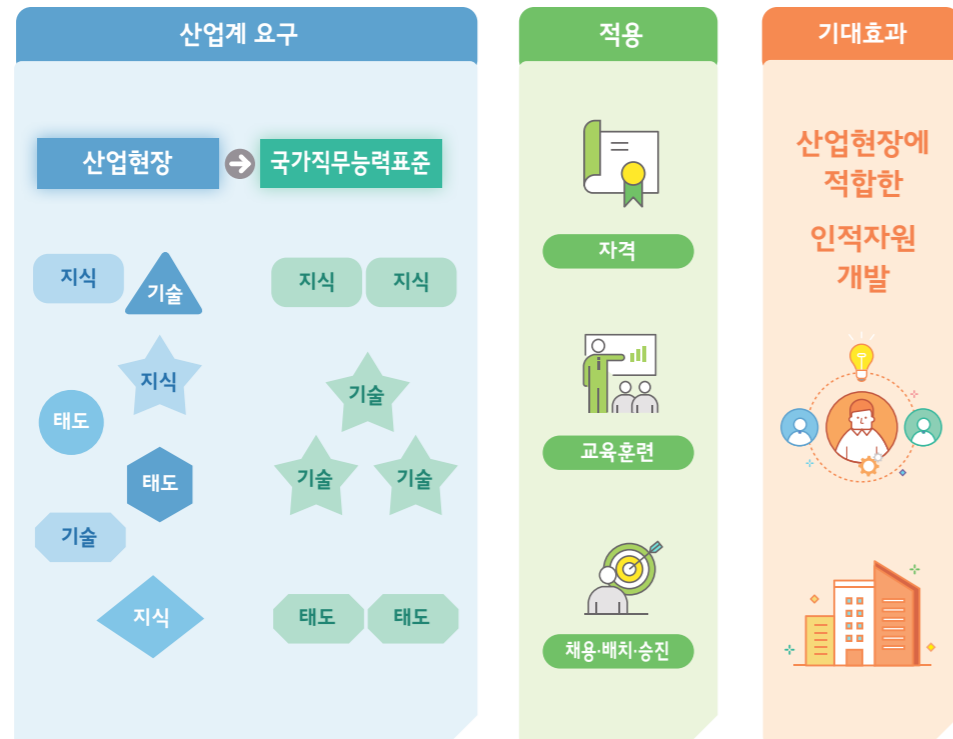 산업계 요구
산업현장
국가직무능력표준
지식
기술
지식
태도
태도
기술
지식
지식 지식
기술
기술 기술
태도 태도
적용
자격
교육훈련
채용·배치·승진
기대효과
산업현장에
적합한
인적자원
개발